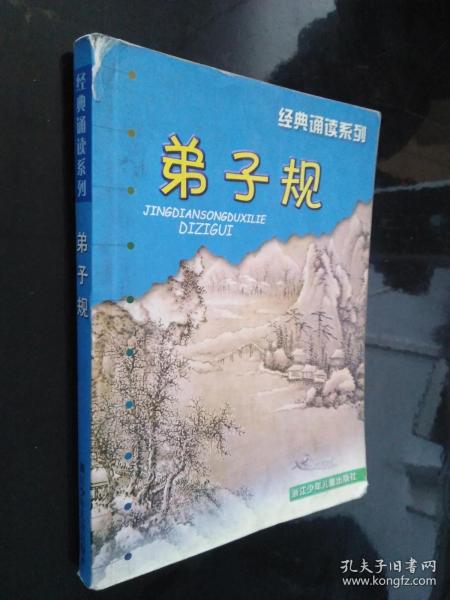 经典诵读系列
弟子规
JINGDIANSONGDUXILIE
DIZIGUI
浙江少年儿童出版社
经典诵读系列
弟子规
孔夫子旧书网
www.kongfz.com